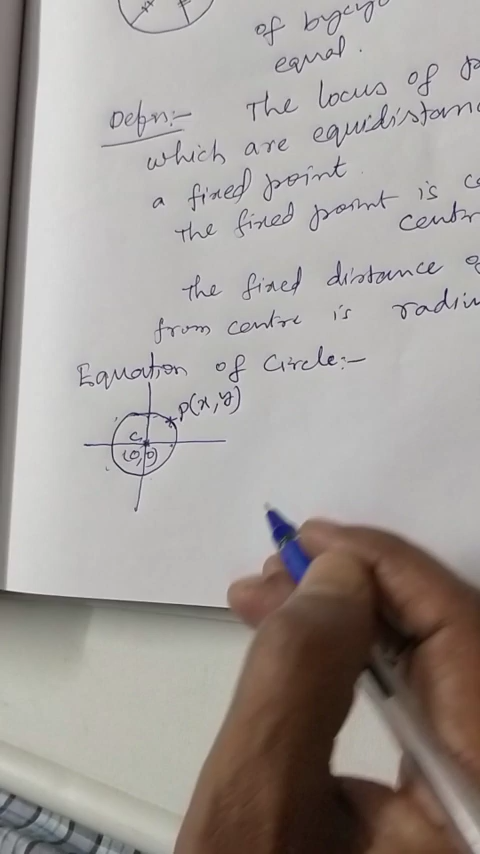 of
equal.
Defn:- The locus of
which are equidistan
a fixed point.
The fixed point is
centr
The fixed distance
from centre is radiu
Equation of Circle:-
P(x,y)
C
(0,0)